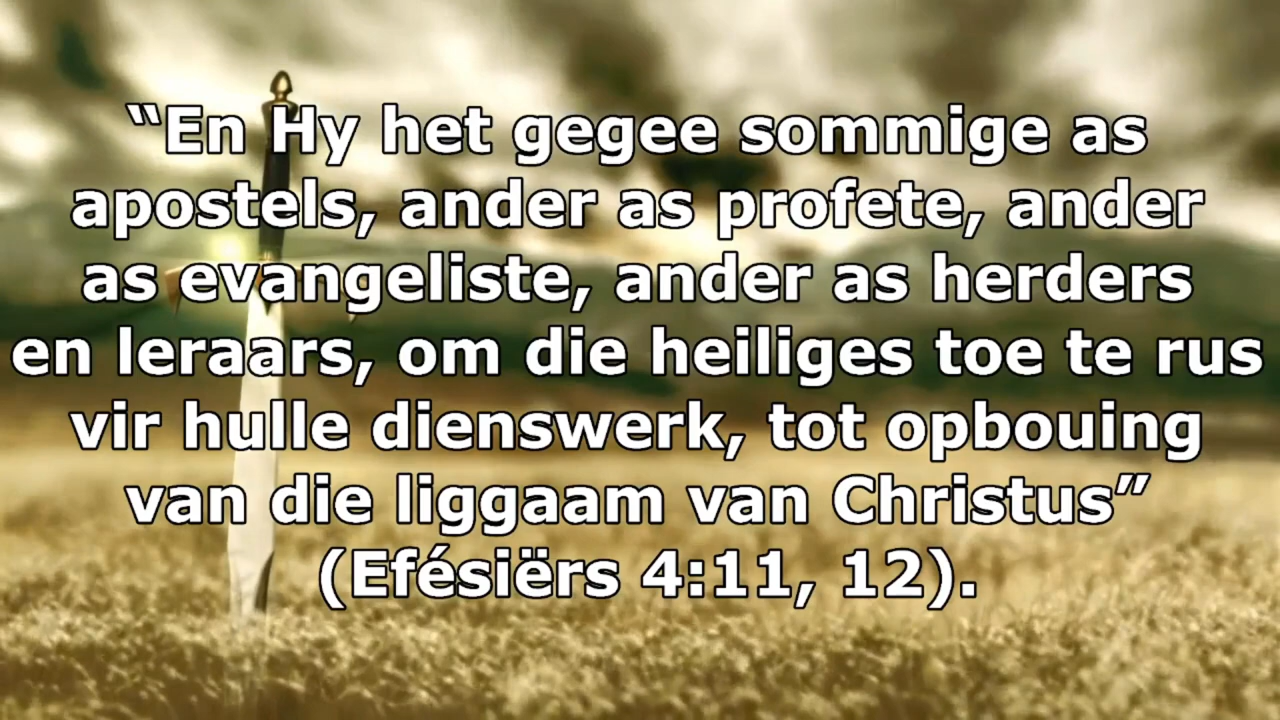 “En Hy het gegee sommige as
apostels, ander as profete, ander
as evangeliste, ander as herders
en leraars, om die heiliges toe te rus
vir hulle dienswerk, tot opbouing
van die liggaam van Christus”
(Efésiërs 4:11, 12).